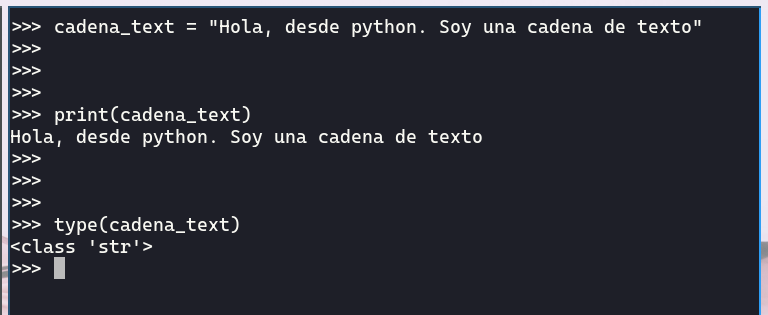 >>> cadena_text = "Hola, desde python. Soy una cadena de texto"
>>>
>>>
>>>
>>> print(cadena_text)
Hola, desde python. Soy una cadena de texto
>>>
>>>
>>>
>>> type(cadena_text)
<class 'str'>
>>>